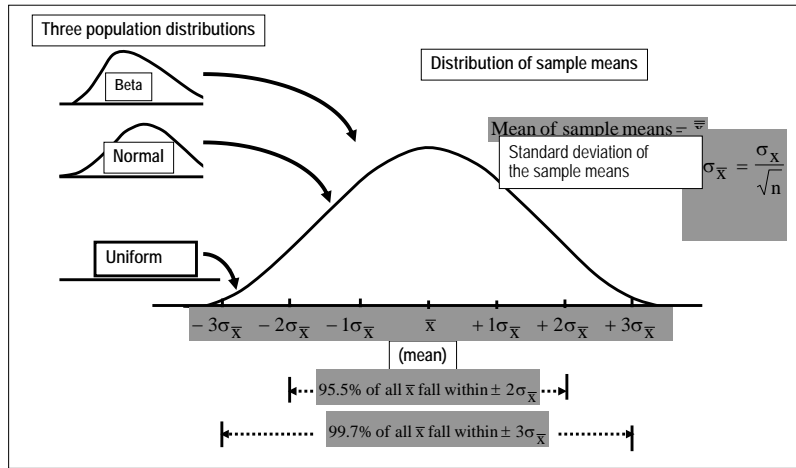 Three population distributions
Beta
Normal
Uniform
Distribution of sample means
Mean of sample means = x̿
Standard deviation of
the sample means
σx̅ = σx / √n
− 3σx̅ − 2σx̅ − 1σx̅ x̅ + 1σx̅ + 2σx̅ + 3σx̅
(mean)
95.5% of all x̅ fall within ± 2σx̅
99.7% of all x̅ fall within ± 3σx̅